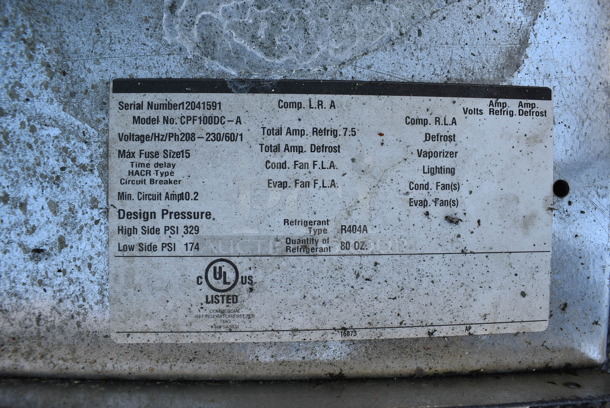 Serial Number12041591
Comp. L.R. A
Amp. Amp.
Volts Refrig. Defrost
Model No. CPF100DC-A
Comp. R.L.A
Voltage/Hz/Ph208-230/60/1
Total Amp. Refrig. 7.5
Defrost
Max Fuse Size15
Total Amp. Defrost
Vaporizer
Time delay
HACR-Type
Circuit Breaker
Cond. Fan F.L.A.
Lighting
Evap. Fan F.L.A.
Cond. Fan(s)
Min. Circuit Amp10.2
Evap. Fan(s)
Design Pressure
High Side PSI 329
Refrigerant
Type R404A
Low Side PSI 174
Quantity of
Refrigerant 80 OZ.
C UL US
LISTED
COMMERCIAL
16873